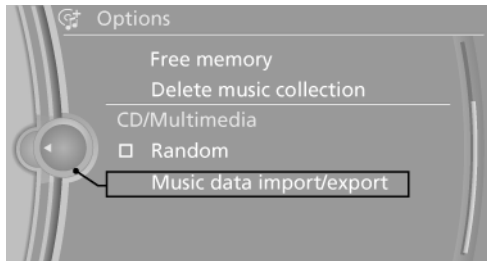 Options
Free memory
Delete music collection
CD/Multimedia
Random
Music data import/export